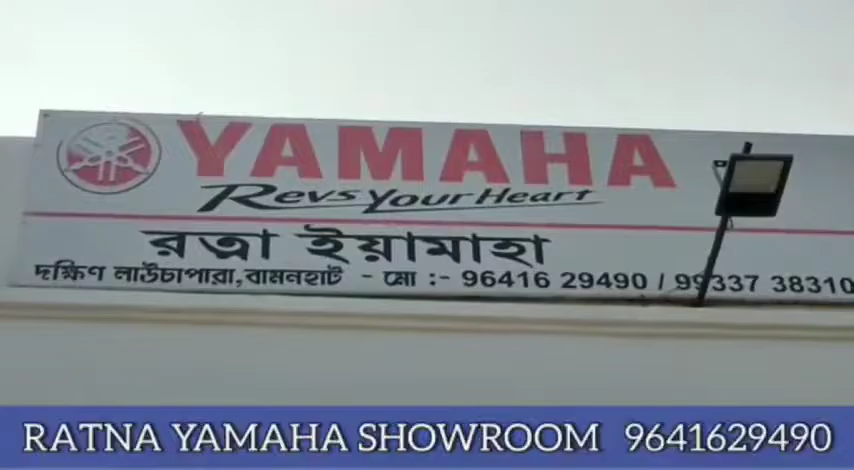 YAMAHA
Revs Your Heart
রত্না ইয়ামাহা
দক্ষিণ লাউচাপারা, বামনহাট - মো :- 96416 29490 / 99337 38310
RATNA YAMAHA SHOWROOM 9641629490